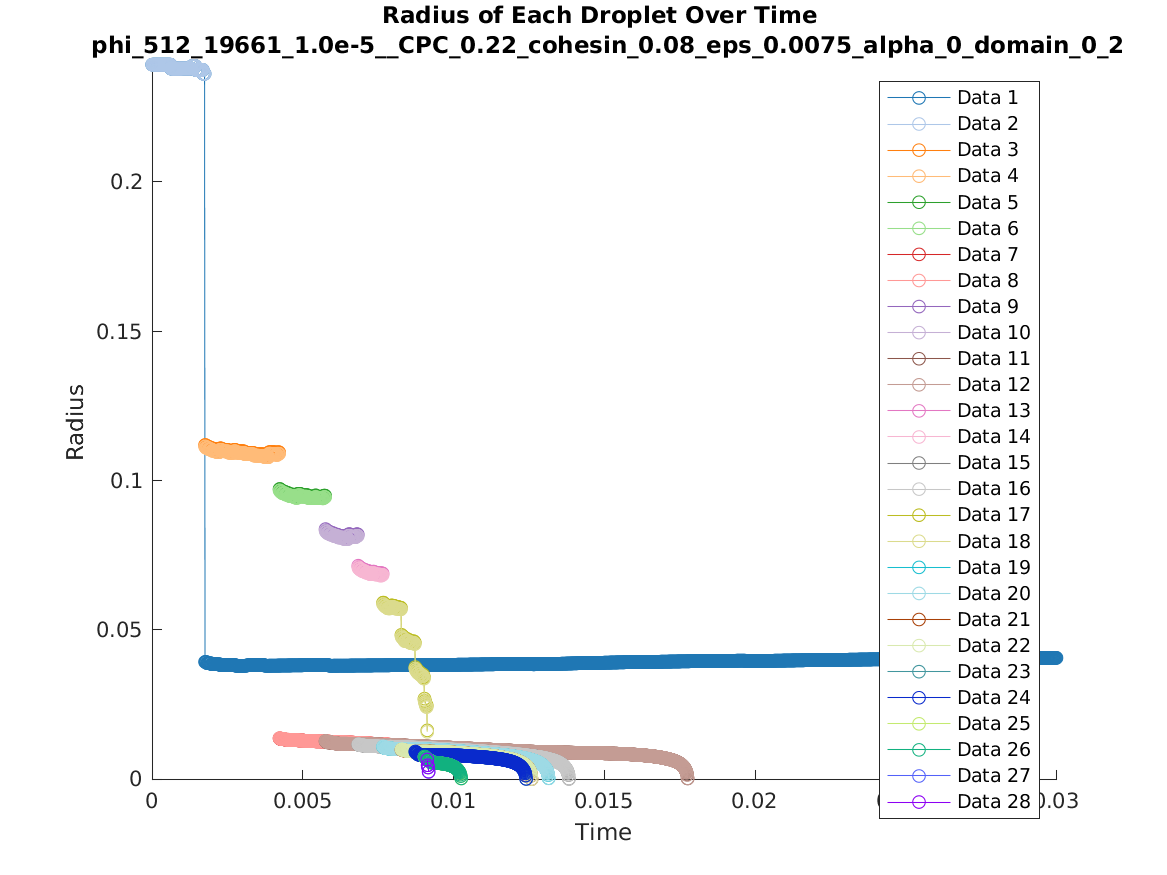 Radius of Each Droplet Over Time
phi_512_19661_1.0e-5__CPC_0.22_cohesin_0.08_eps_0.0075_alpha_0_domain_0_2
Radius
0.2
0.15
0.1
0.05
0
0
0.005
0.01
0.015
0.02
0.03
Time
Data 1
Data 2
Data 3
Data 4
Data 5
Data 6
Data 7
Data 8
Data 9
Data 10
Data 11
Data 12
Data 13
Data 14
Data 15
Data 16
Data 17
Data 18
Data 19
Data 20
Data 21
Data 22
Data 23
Data 24
Data 25
Data 26
Data 27
Data 28